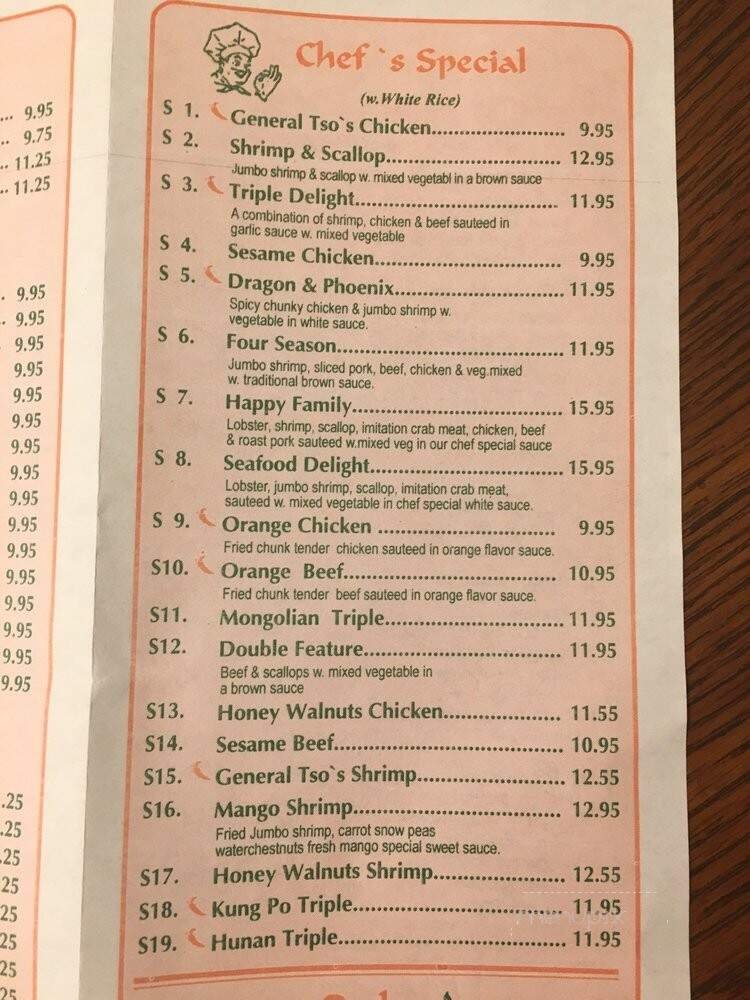 ... 9.95
.. 9.75
.. 11.25
.. 11.25
. 9.95
. 9.95
9.95
9.95
9.95
9.95
9.95
9.95
9.95
9.95
9.95
9.95
9.95
9.95
9.95
9.95
.25
.25
.25
25
25
25
25
25
Chef `s Special
(w.White Rice)
S 1. General Tso`s Chicken........................... 9.95
S 2. Shrimp & Scallop.................................... 12.95
Jumbo shrimp & scallop w. mixed vegetabl in a brown sauce
S 3. Triple Delight......................................... 11.95
A combination of shrimp, chicken & beef sauteed in
garlic sauce w. mixed vegetable
S 4. Sesame Chicken...................................... 9.95
S 5. Dragon & Phoenix.................................. 11.95
Spicy chunky chicken & jumbo shrimp w.
vegetable in white sauce.
S 6. Four Season.............................................. 11.95
Jumbo shrimp, sliced pork, beef, chicken & veg.mixed
w. traditional brown sauce.
S 7. Happy Family........................................... 15.95
Lobster, shrimp, scallop, imitation crab meat, chicken, beef
& roast pork sauteed w.mixed veg in our chef special sauce
S 8. Seafood Delight....................................... 15.95
Lobster, jumbo shrimp, scallop, imitation crab meat,
sauteed w. mixed vegetable in chef special white sauce.
S 9. Orange Chicken .................................... 9.95
Fried chunk tender chicken sauteed in orange flavor sauce.
S10. Orange Beef........................................... 10.95
Fried chunk tender beef sauteed in orange flavor sauce.
S11. Mongolian Triple.................................... 11.95
S12. Double Feature........................................ 11.95
Beef & scallops w. mixed vegetable in
a brown sauce
S13. Honey Walnuts Chicken........................ 11.55
S14. Sesame Beef.............................................. 10.95
S15. General Tso`s Shrimp.............................. 12.55
S16. Mango Shrimp.......................................... 12.95
Fried Jumbo shrimp, carrot snow peas
waterchestnuts fresh mango special sweet sauce.
S17. Honey Walnuts Shrimp........................... 12.55
S18. Kung Po Triple........................................... 11.95
S19. Hunan Triple.............................................. 11.95